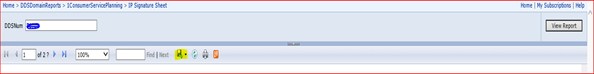 Home > DDSDomainReports > 1ConsumerServicePlanning > IP Signature Sheet
Home | My Subscriptions | Help
DDSNum
View Report
1 of 2 ? 100% Find | Next